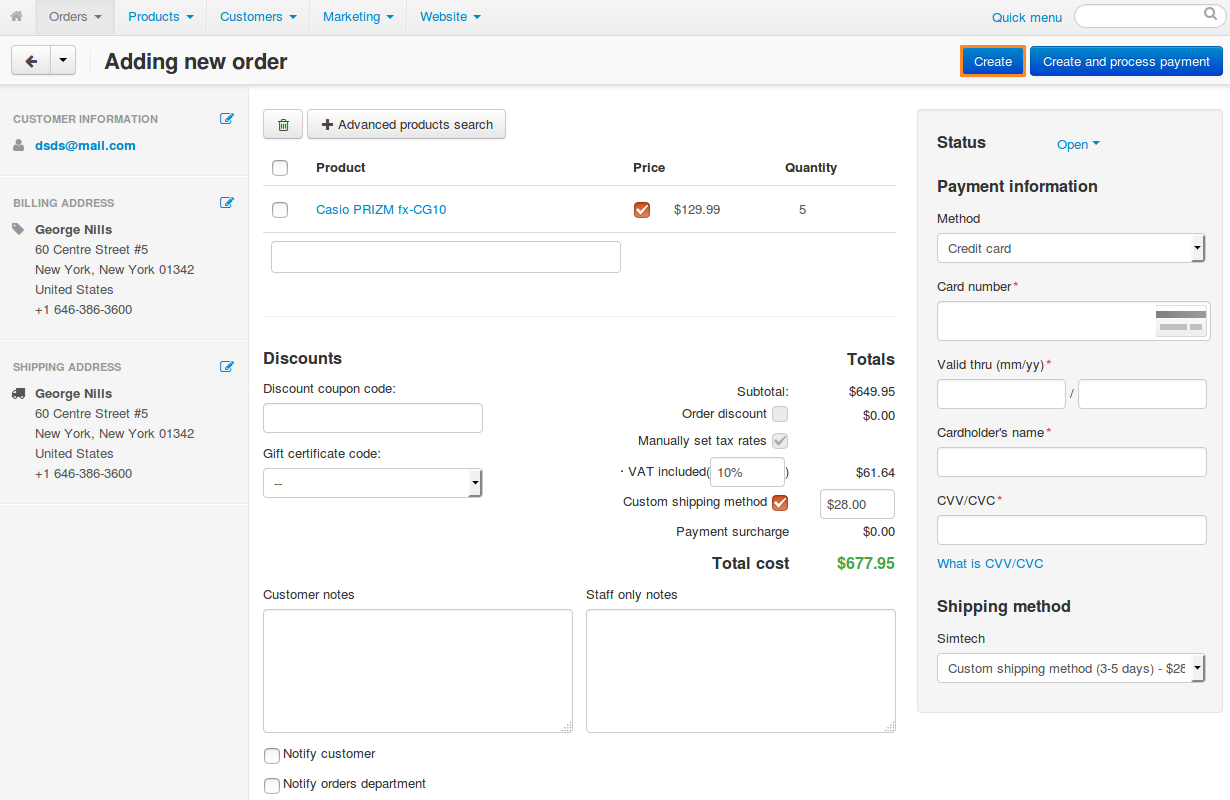 Orders Products Customers Marketing Website Quick menu
Adding new order Create Create and process payment
CUSTOMER INFORMATION
dsds@mail.com
BILLING ADDRESS
George Nills
60 Centre Street #5
New York, New York 01342
United States
+1 646-386-3600
SHIPPING ADDRESS
George Nills
60 Centre Street #5
New York, New York 01342
United States
+1 646-386-3600
Advanced products search
Product Price Quantity
Casio PRIZM fx-CG10 $129.99 5
Discounts
Discount coupon code:
Gift certificate code:
--
Totals
Subtotal: $649.95
Order discount $0.00
Manually set tax rates
· VAT included( 10% ) $61.64
Custom shipping method $28.00
Payment surcharge $0.00
Total cost $677.95
Customer notes
Staff only notes
Notify customer
Notify orders department
Status Open
Payment information
Method
Credit card
Card number*
Valid thru (mm/yy)*
/
Cardholder's name*
CVV/CVC*
What is CVV/CVC
Shipping method
Simtech
Custom shipping method (3-5 days) - $28